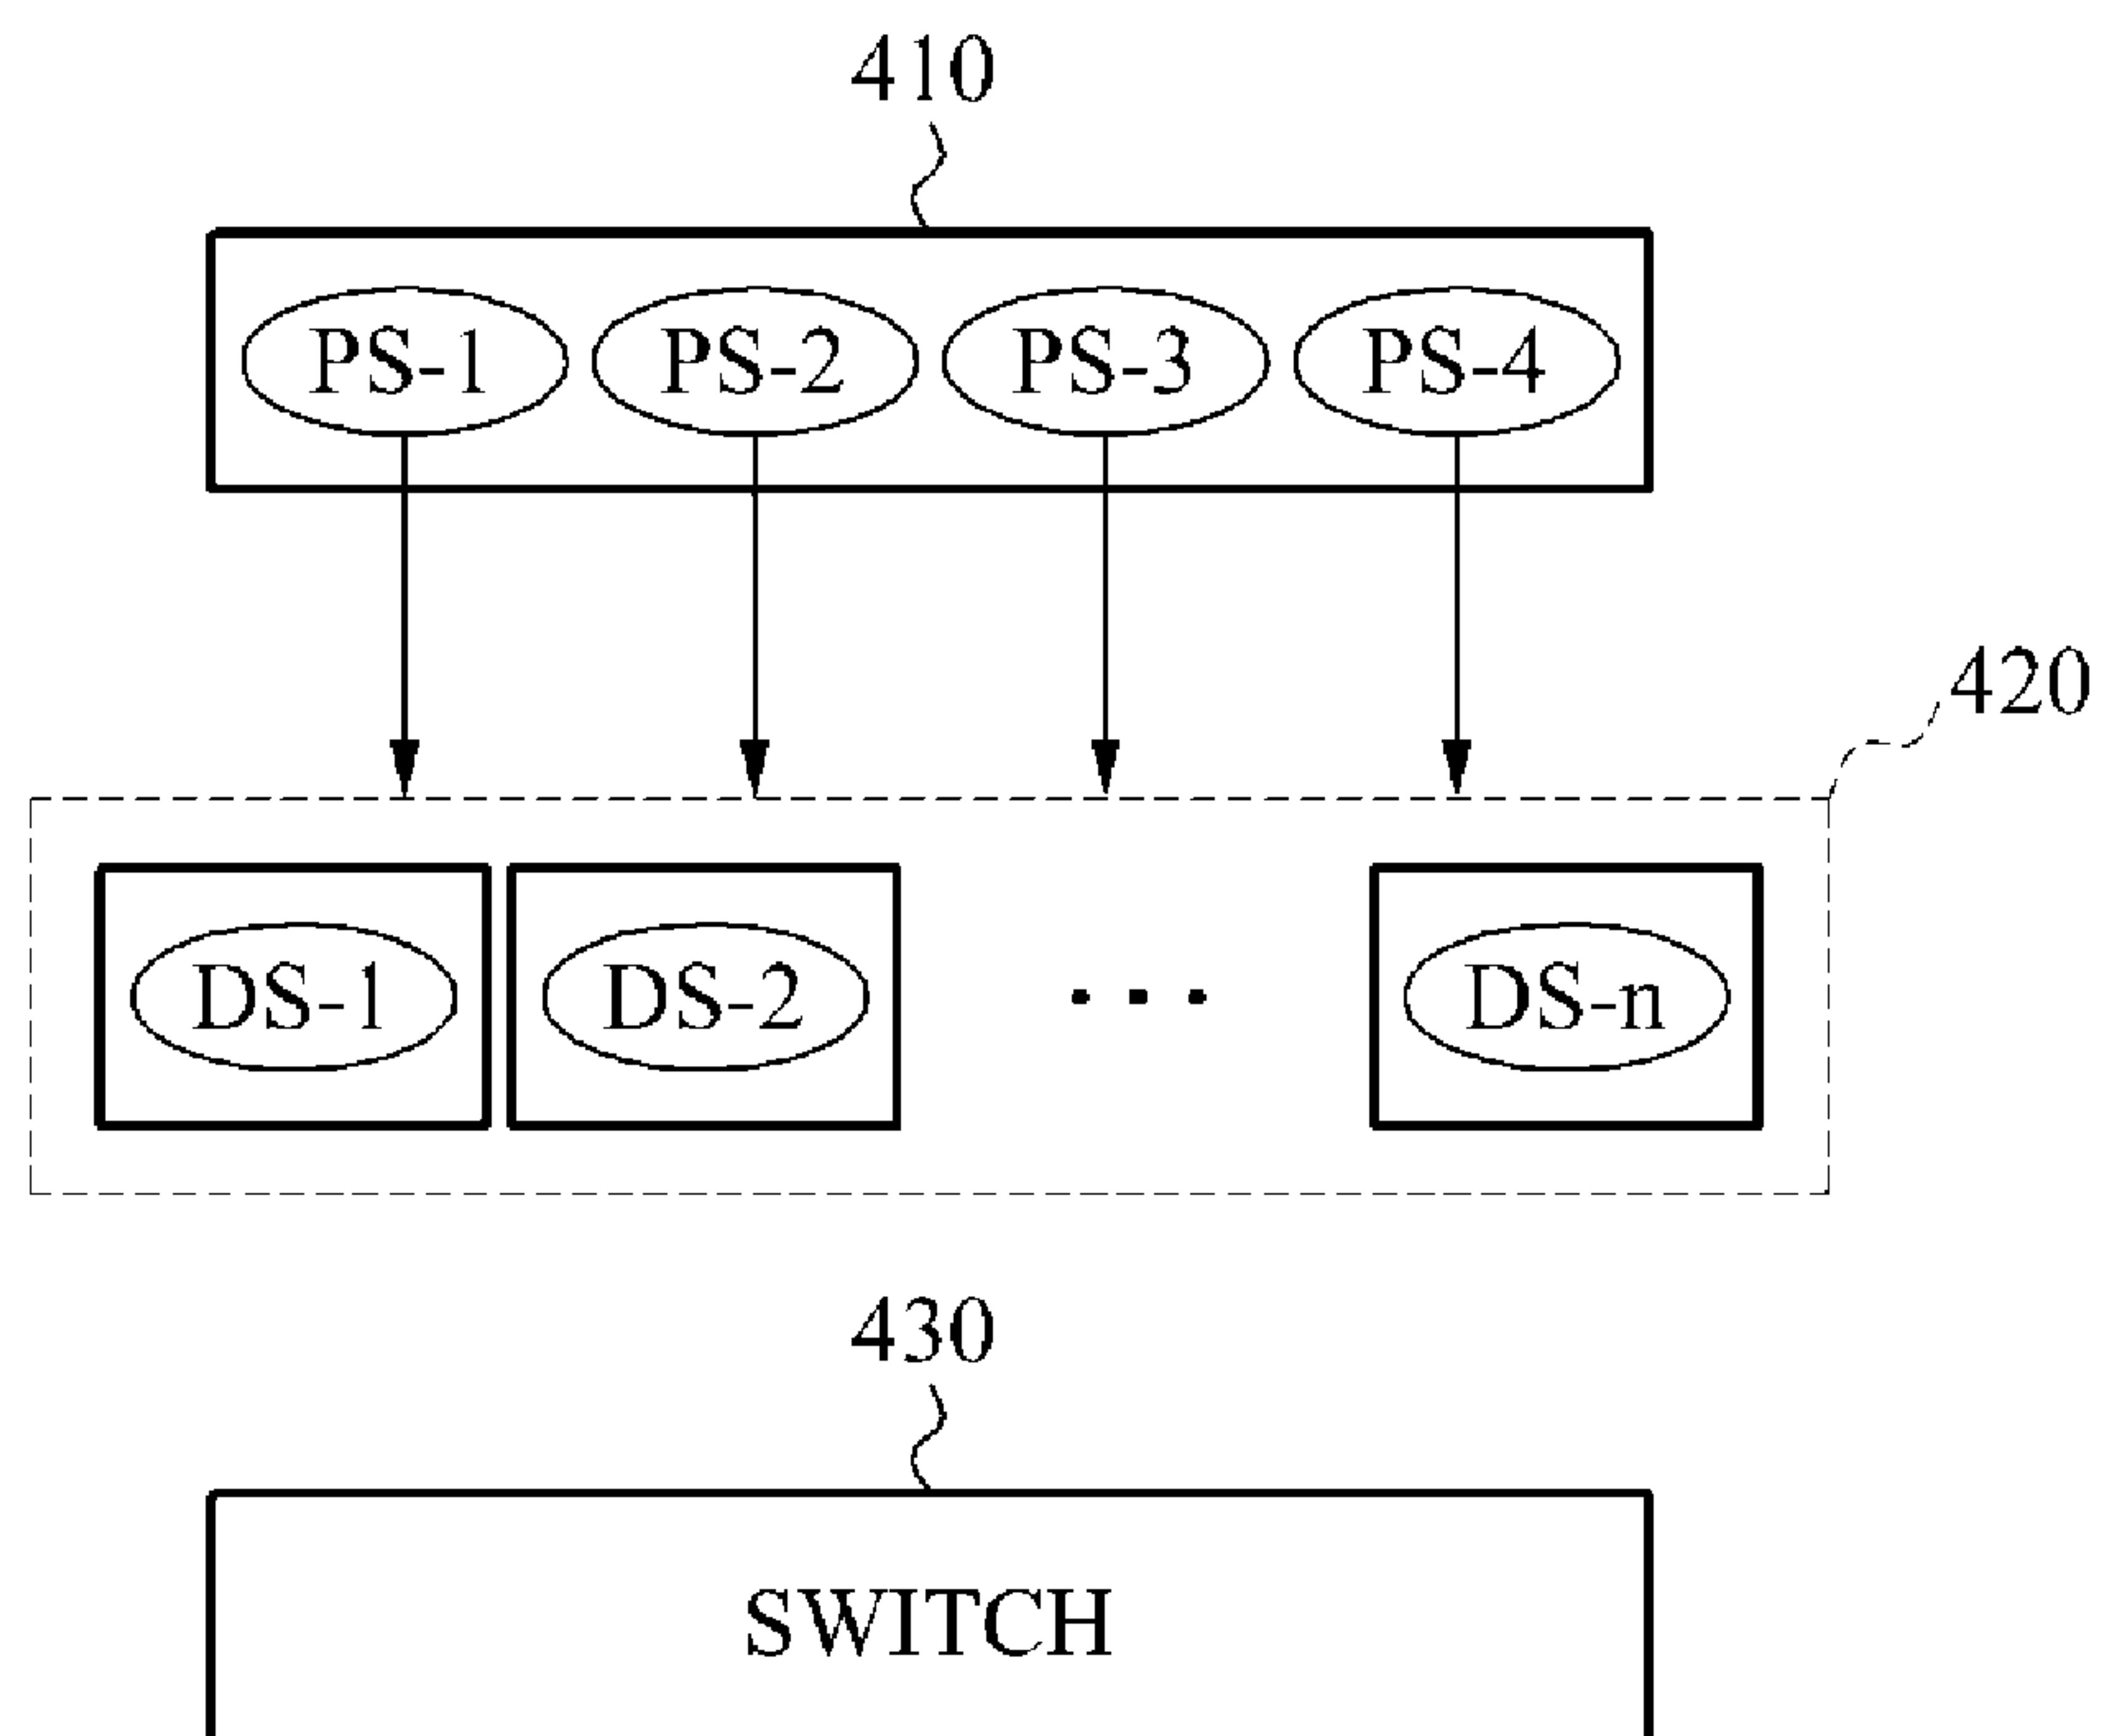 410
PS-1 PS-2 PS-3 PS-4
420
DS-1 DS-2 ··· DS-n
430
SWITCH